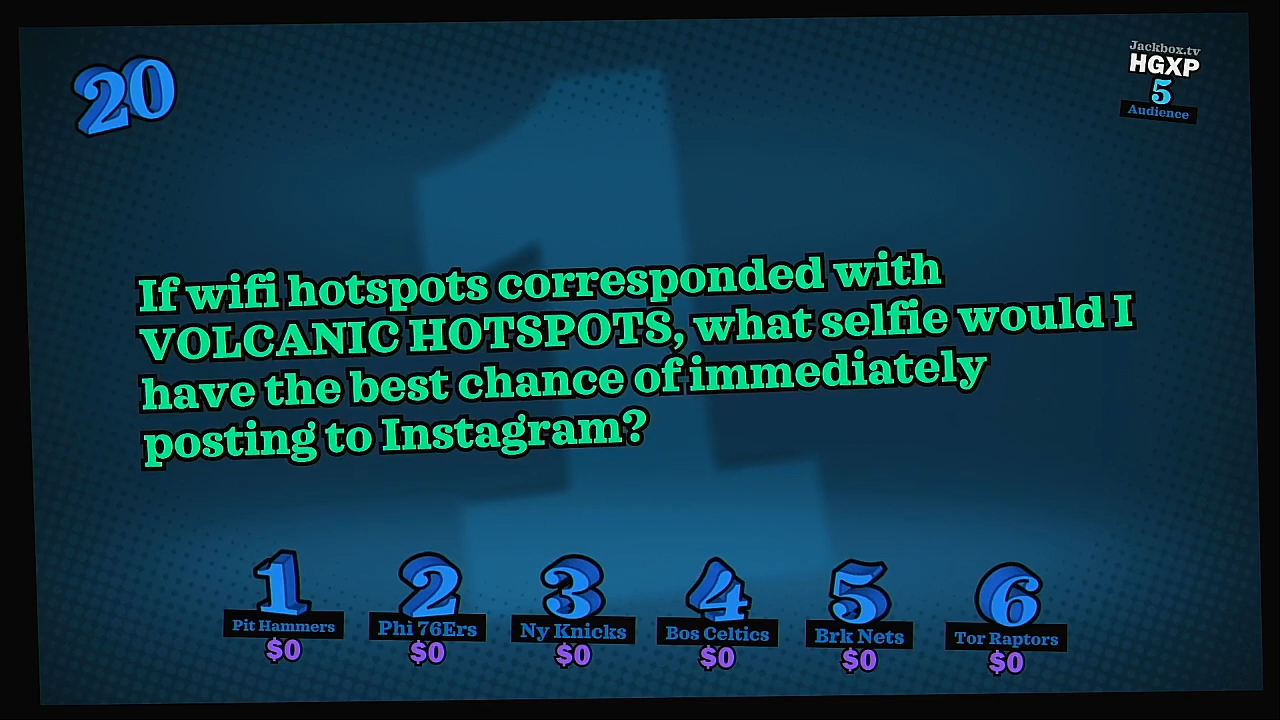 20
Jackbox.tv
HGXP
5
Audience
If wifi hotspots corresponded with
VOLCANIC HOTSPOTS, what selfie would I
have the best chance of immediately
posting to Instagram?
1
Pit Hammers
$0
2
Phi 76Ers
$0
3
Ny Knicks
$0
4
Bos Celtics
$0
5
Brk Nets
$0
6
Tor Raptors
$0
1